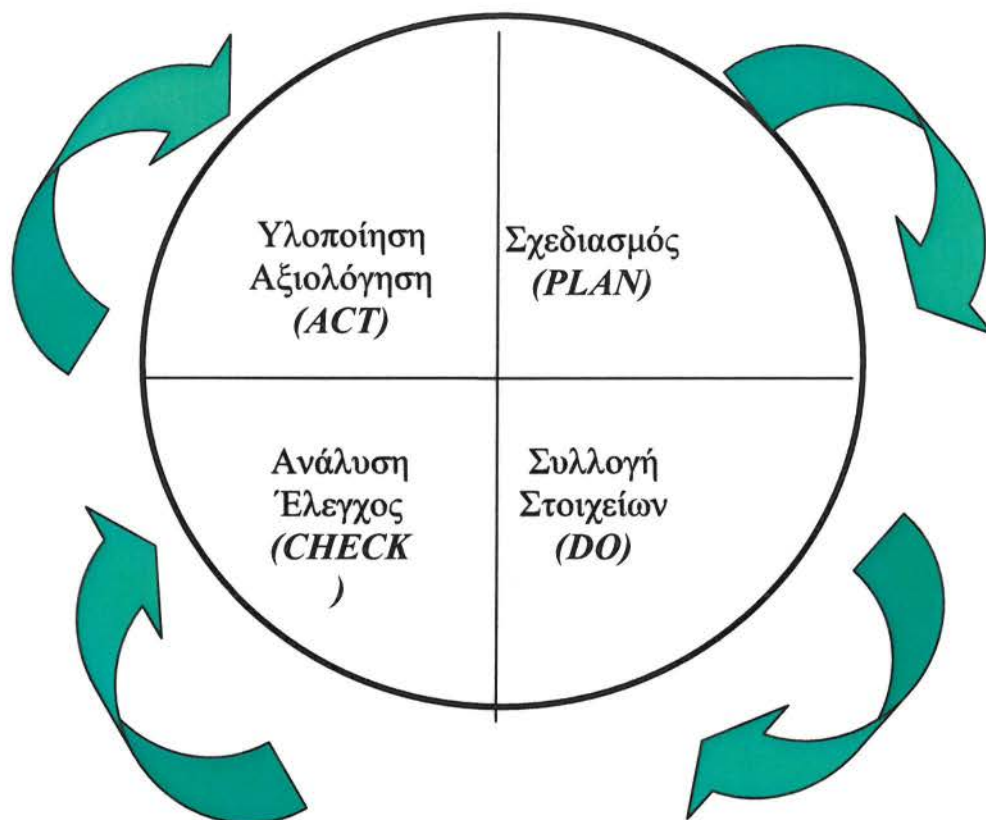 Υλοποίηση
Αξιολόγηση
(ACT)
Σχεδιασμός
(PLAN)
Ανάλυση
Έλεγχος
(CHECK
)
Συλλογή
Στοιχείων
(DO)